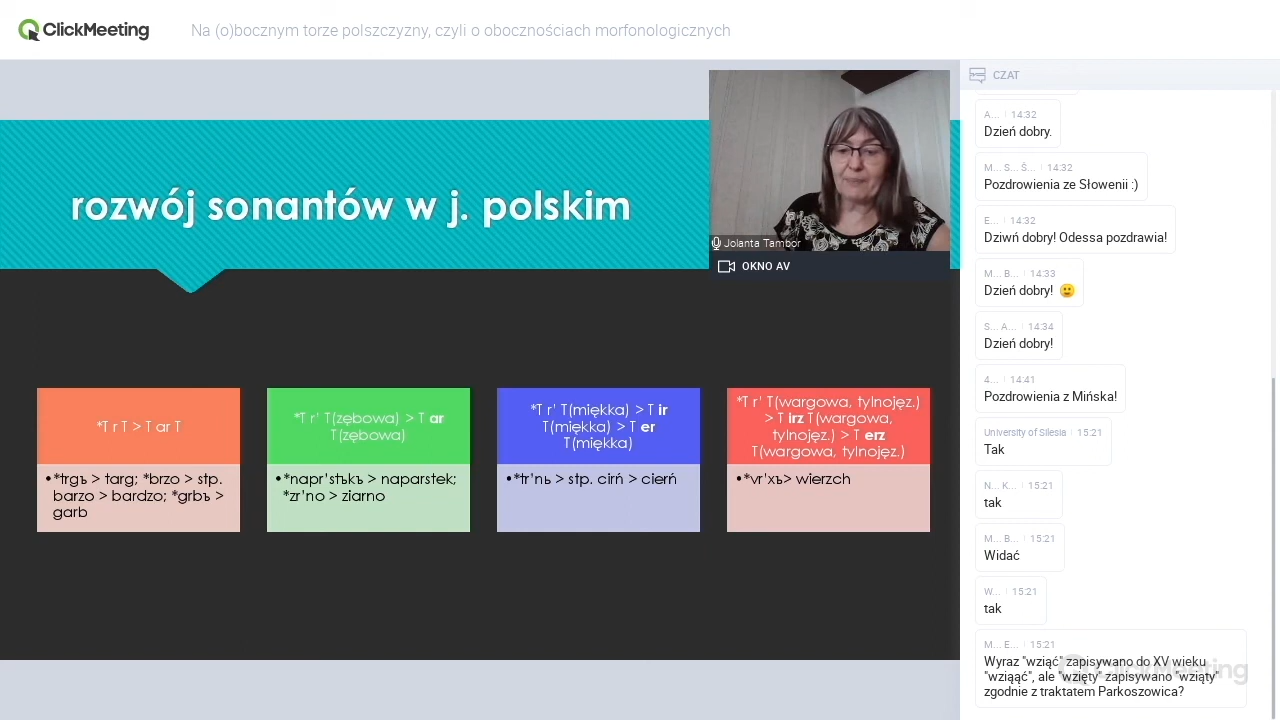 ClickMeeting
Na (o)bocznym torze polszczyzny, czyli o obocznościach morfonologicznych
rozwój sonantów w j. polskim
Jolanta Tambor
OKNO AV
*T r T > T ar T
•*trgъ > targ; *brzo > stp.
barzo > bardzo; *grbъ >
garb
*T r' T(zębowa) > T ar
T(zębowa)
•*napr'stъkъ > naparstek;
*zr'no > ziarno
*T r' T(miękka) > T ir
T(miękka) > T er
T(miękka)
•*tr'nь > stp. cirń > cierń
*T r' T(wargowa, tylnojęz.)
> T irz T(wargowa,
tylnojęz.) > T erz
T(wargowa, tylnojęz.)
•*vr'xъ> wierzch
CZAT
A... 14:32
Dzień dobry.
M... S... Ś... 14:32
Pozdrowienia ze Słowenii :)
E... 14:32
Dziwń dobry! Odessa pozdrawia!
M... B... 14:33
Dzień dobry! 🙂
S... A... 14:34
Dzień dobry!
4... 14:41
Pozdrowienia z Mińska!
University of Silesia 15:21
Tak
N... K... 15:21
tak
M... B... 15:21
Widać
W... 15:21
tak
M... E... 15:21
Wyraz "wziąć" zapisywano do XV wieku
"wziąąć", ale "wzięty" zapisywano "wziąty"
zgodnie z traktatem Parkoszowica?
ClickMeeting